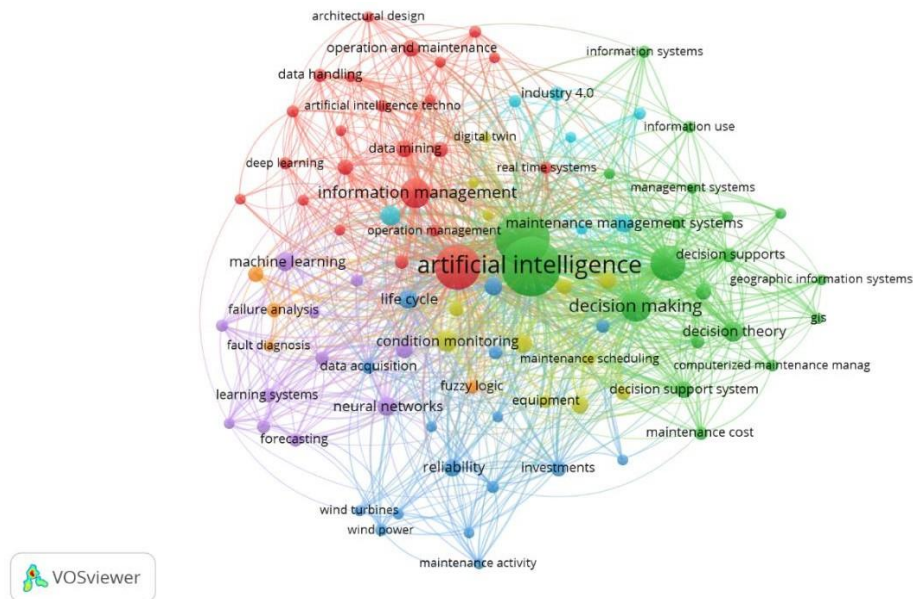 architectural design
operation and maintenance
information systems
data handling
industry 4.0
artificial intelligence techno
information use
digital twin
data mining
deep learning
real time systems
management systems
information management
maintenance management systems
operation management
decision supports
machine learning
artificial intelligence
geographic information systems
life cycle
decision making
failure analysis
gis
decision theory
condition monitoring
fault diagnosis
maintenance scheduling
data acquisition
computerized maintenance manag
fuzzy logic
decision support system
learning systems
equipment
neural networks
maintenance cost
forecasting
reliability
investments
wind turbines
wind power
maintenance activity
VOSviewer